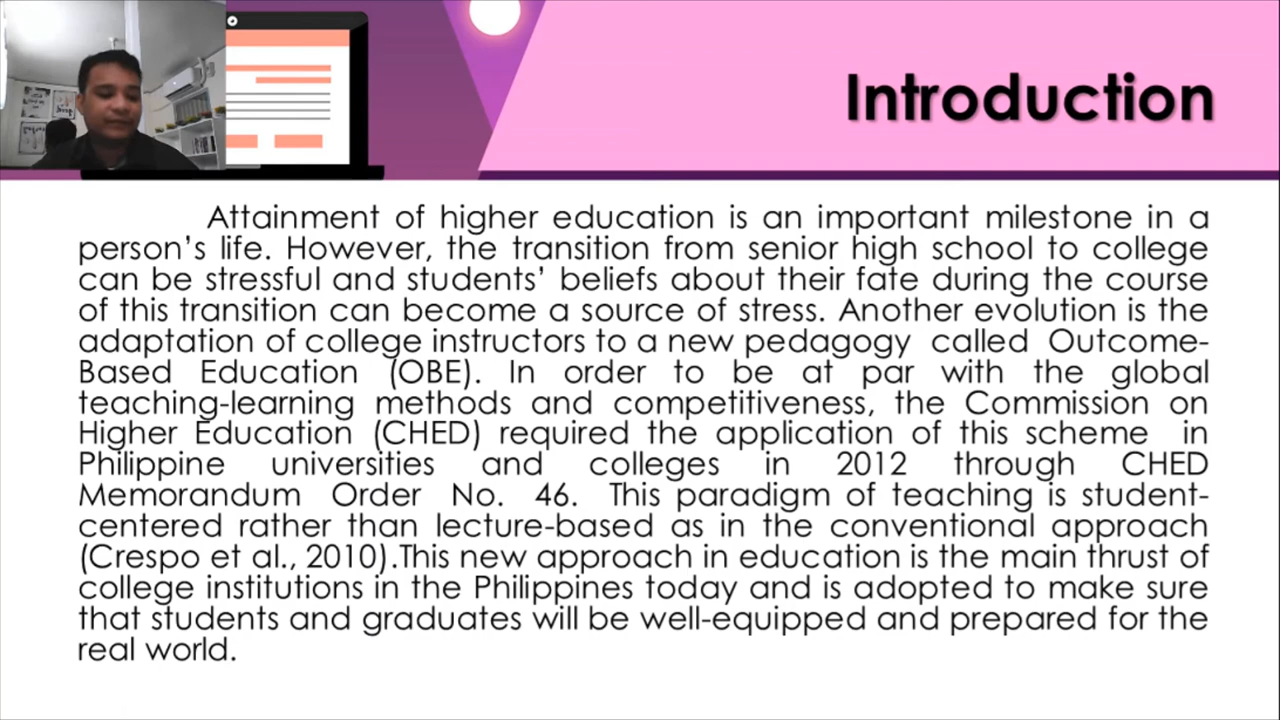 Introduction
Attainment of higher education is an important milestone in a
person’s life. However, the transition from senior high school to college
can be stressful and students’ beliefs about their fate during the course
of this transition can become a source of stress. Another evolution is the
adaptation of college instructors to a new pedagogy called Outcome-
Based Education (OBE). In order to be at par with the global
teaching-learning methods and competitiveness, the Commission on
Higher Education (CHED) required the application of this scheme in
Philippine universities and colleges in 2012 through CHED
Memorandum Order No. 46. This paradigm of teaching is student-
centered rather than lecture-based as in the conventional approach
(Crespo et al., 2010).This new approach in education is the main thrust of
college institutions in the Philippines today and is adopted to make sure
that students and graduates will be well-equipped and prepared for the
real world.